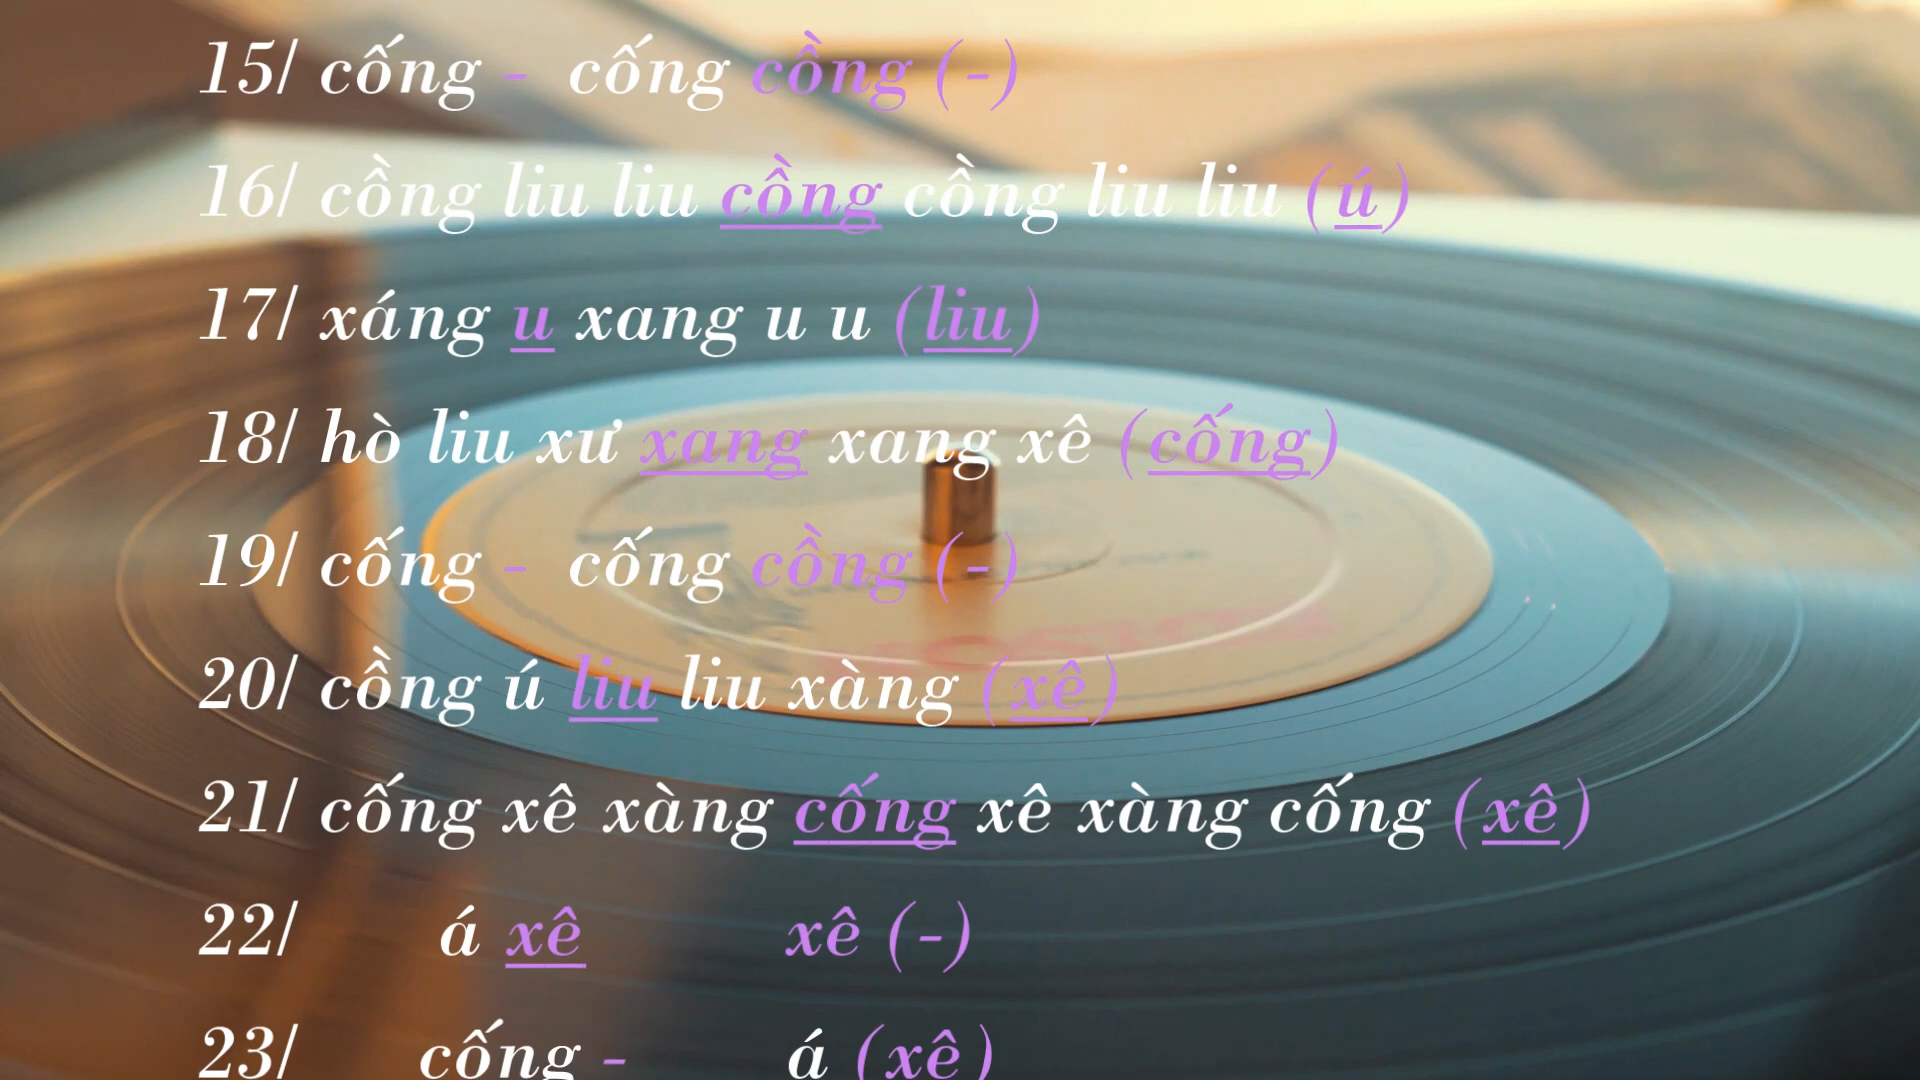 15/ cống - cống cồng (-)
16/ cồng liu liu cồng cồng liu liu (ú)
17/ xáng u xang u u (liu)
18/ hò liu xư xang xang xê (cống)
19/ cống - cống cồng (-)
20/ cồng ú liu liu xàng (xê)
21/ cống xê xàng cống xê xàng cống (xê)
22/ á xê xê (-)
23/ cống - á (xê)